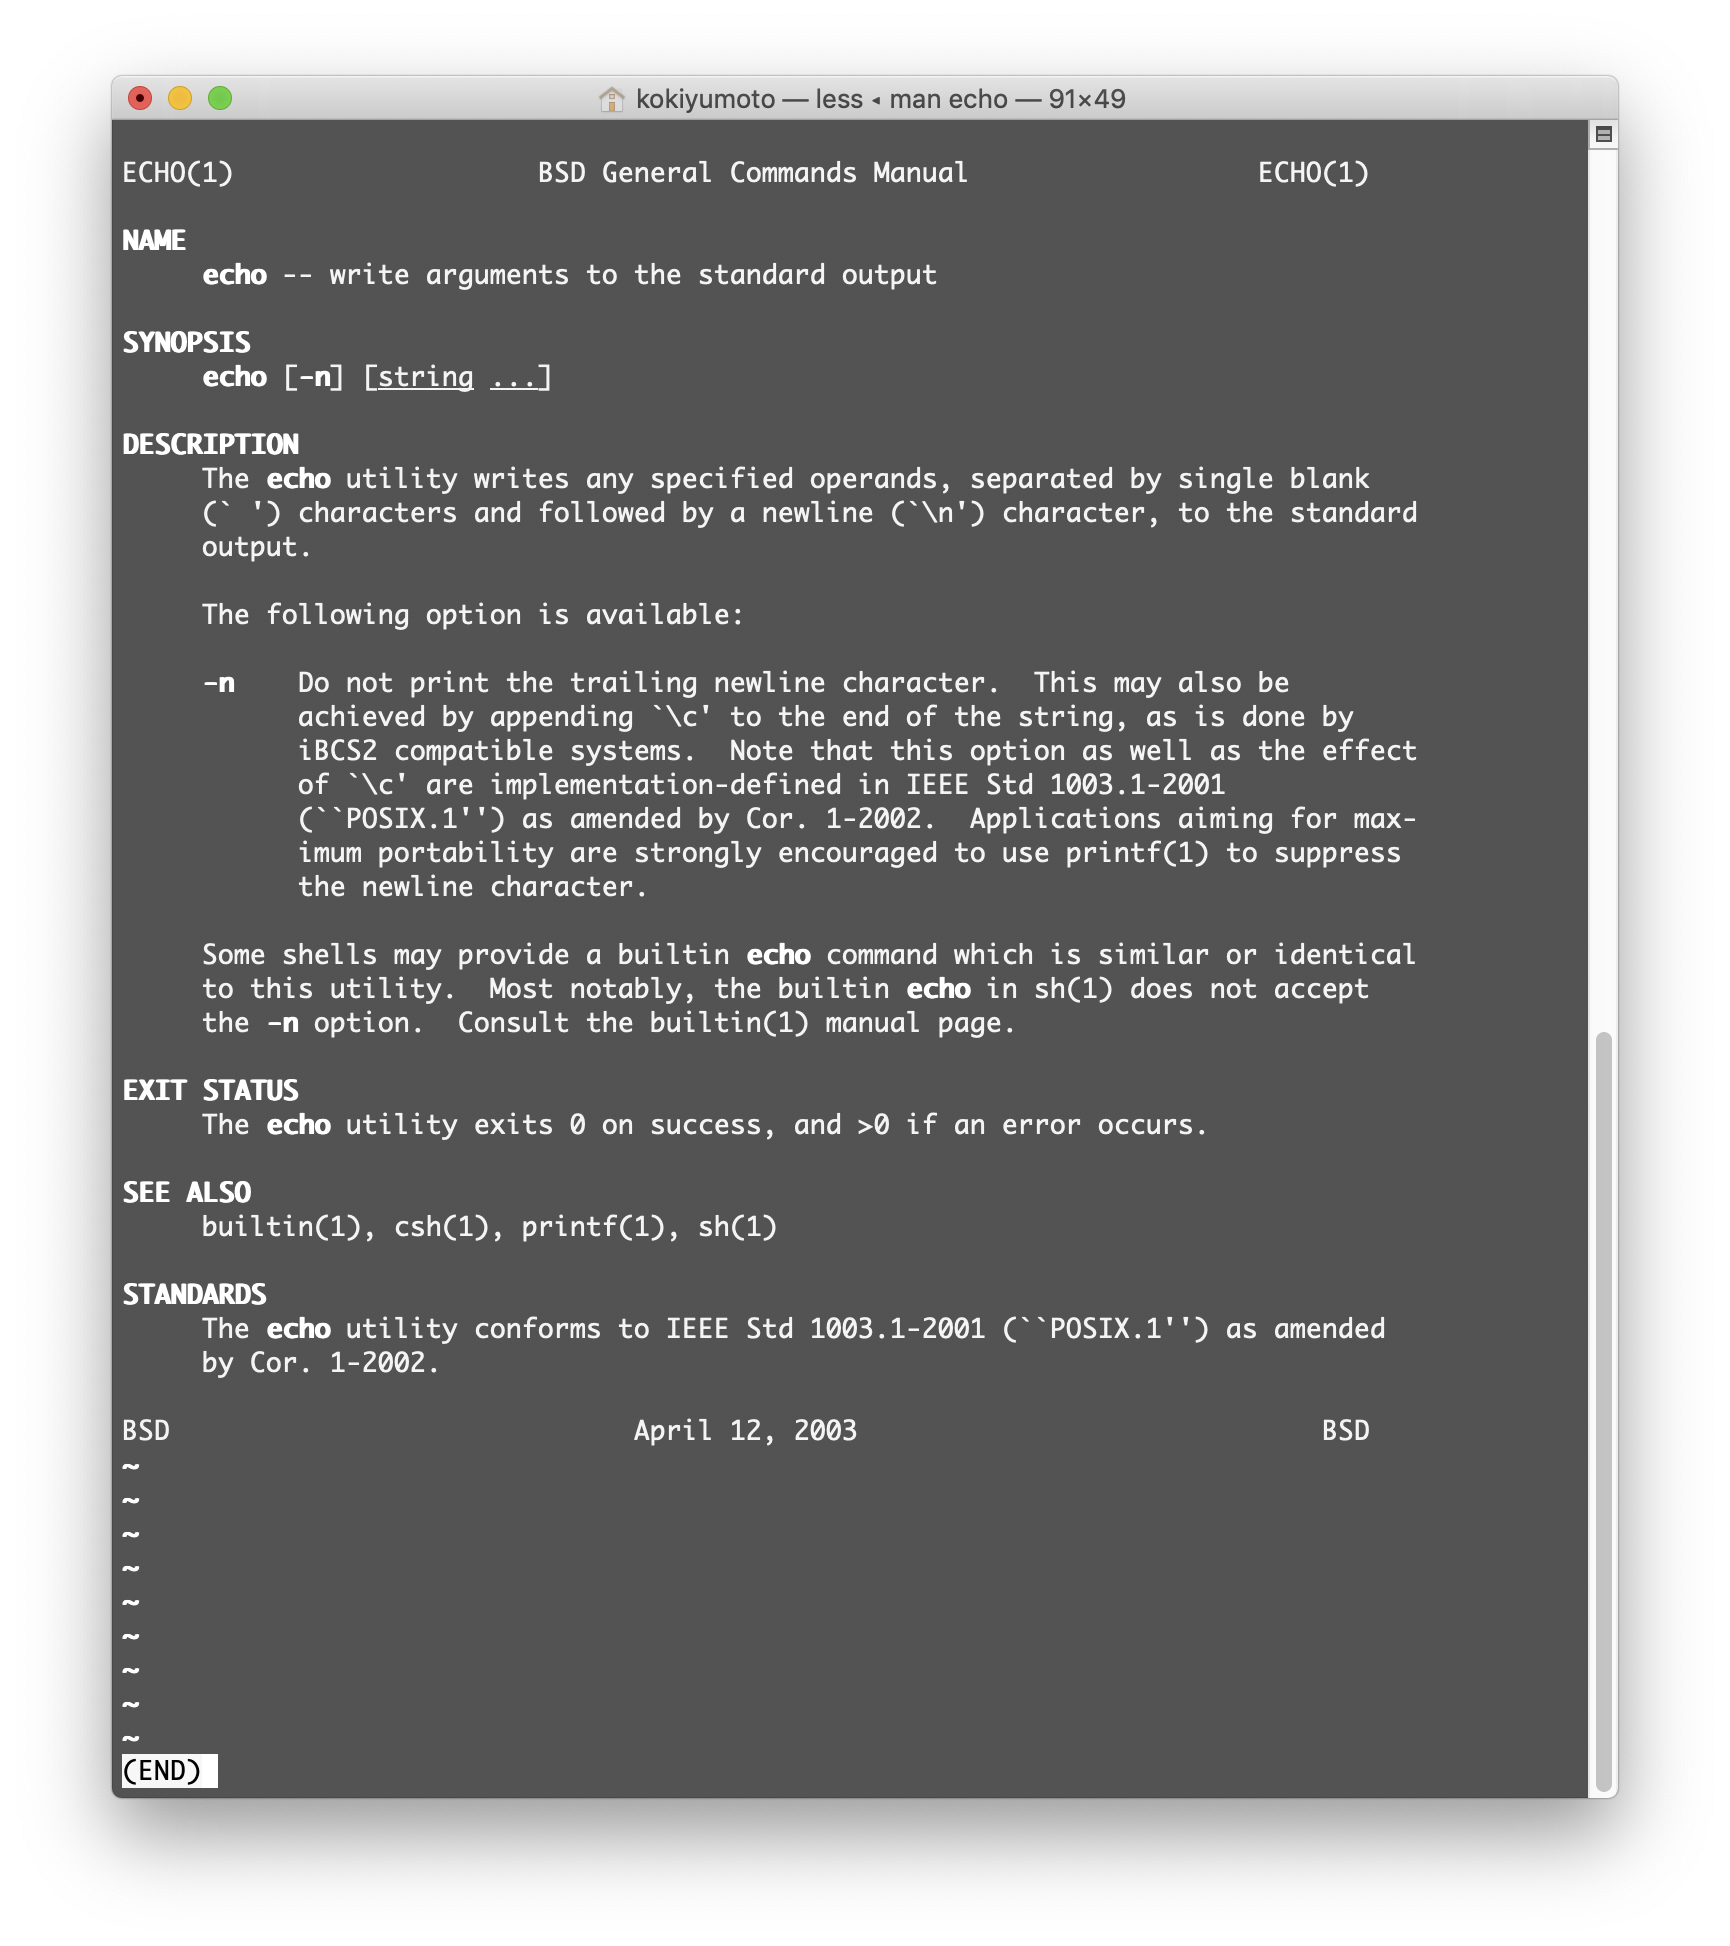 kokiyumoto — less ◂ man echo — 91×49
ECHO(1)                   BSD General Commands Manual                  ECHO(1)
NAME
     echo -- write arguments to the standard output
SYNOPSIS
     echo [-n] [string ...]
DESCRIPTION
     The echo utility writes any specified operands, separated by single blank
     (` ') characters and followed by a newline (`\n') character, to the standard
     output.
     The following option is available:
     -n    Do not print the trailing newline character.  This may also be
           achieved by appending `\c' to the end of the string, as is done by
           iBCS2 compatible systems.  Note that this option as well as the effect
           of `\c' are implementation-defined in IEEE Std 1003.1-2001
           (``POSIX.1'') as amended by Cor. 1-2002.  Applications aiming for max-
           imum portability are strongly encouraged to use printf(1) to suppress
           the newline character.
     Some shells may provide a builtin echo command which is similar or identical
     to this utility.  Most notably, the builtin echo in sh(1) does not accept
     the -n option.  Consult the builtin(1) manual page.
EXIT STATUS
     The echo utility exits 0 on success, and >0 if an error occurs.
SEE ALSO
     builtin(1), csh(1), printf(1), sh(1)
STANDARDS
     The echo utility conforms to IEEE Std 1003.1-2001 (``POSIX.1'') as amended
     by Cor. 1-2002.
BSD                             April 12, 2003                             BSD
~
~
~
~
~
~
~
~
~
(END)